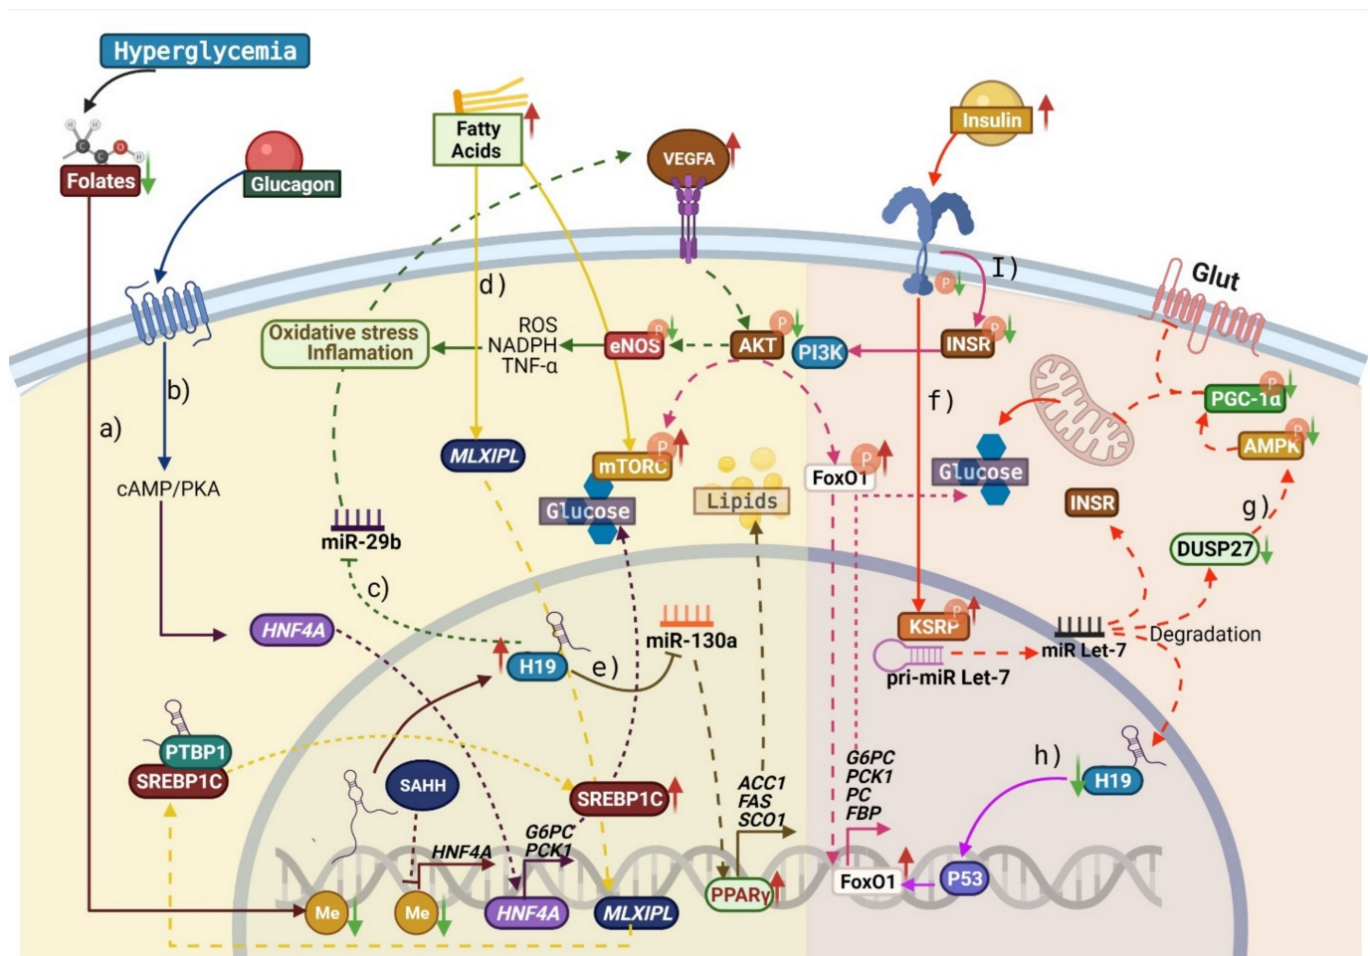 Hyperglycemia
H
H
C
C
O
H
Folates
Glucagon
Fatty
Acids
VEGFA
Insulin
Glut
d)
I)
P
Oxidative stress
Inflamation
ROS
NADPH
TNF-α
eNOS
P
AKT
P
PI3K
INSR
P
a)
b)
f)
PGC-1α
P
AMPK
P
cAMP/PKA
MLXIPL
mTORC
P
Glucose
Lipids
FoxO1
P
Glucose
INSR
g)
DUSP27
miR-29b
c)
HNF4A
H19
e)
miR-130a
KSRP
P
pri-miR Let-7
miR Let-7
Degradation
PTBP1
SREBP1C
SAHH
SREBP1C
h)
H19
HNF4A
G6PC
PCK1
ACC1
FAS
SCO1
G6PC
PCK1
PC
FBP
Me
Me
HNF4A
MLXIPL
PPARγ
FoxO1
P53